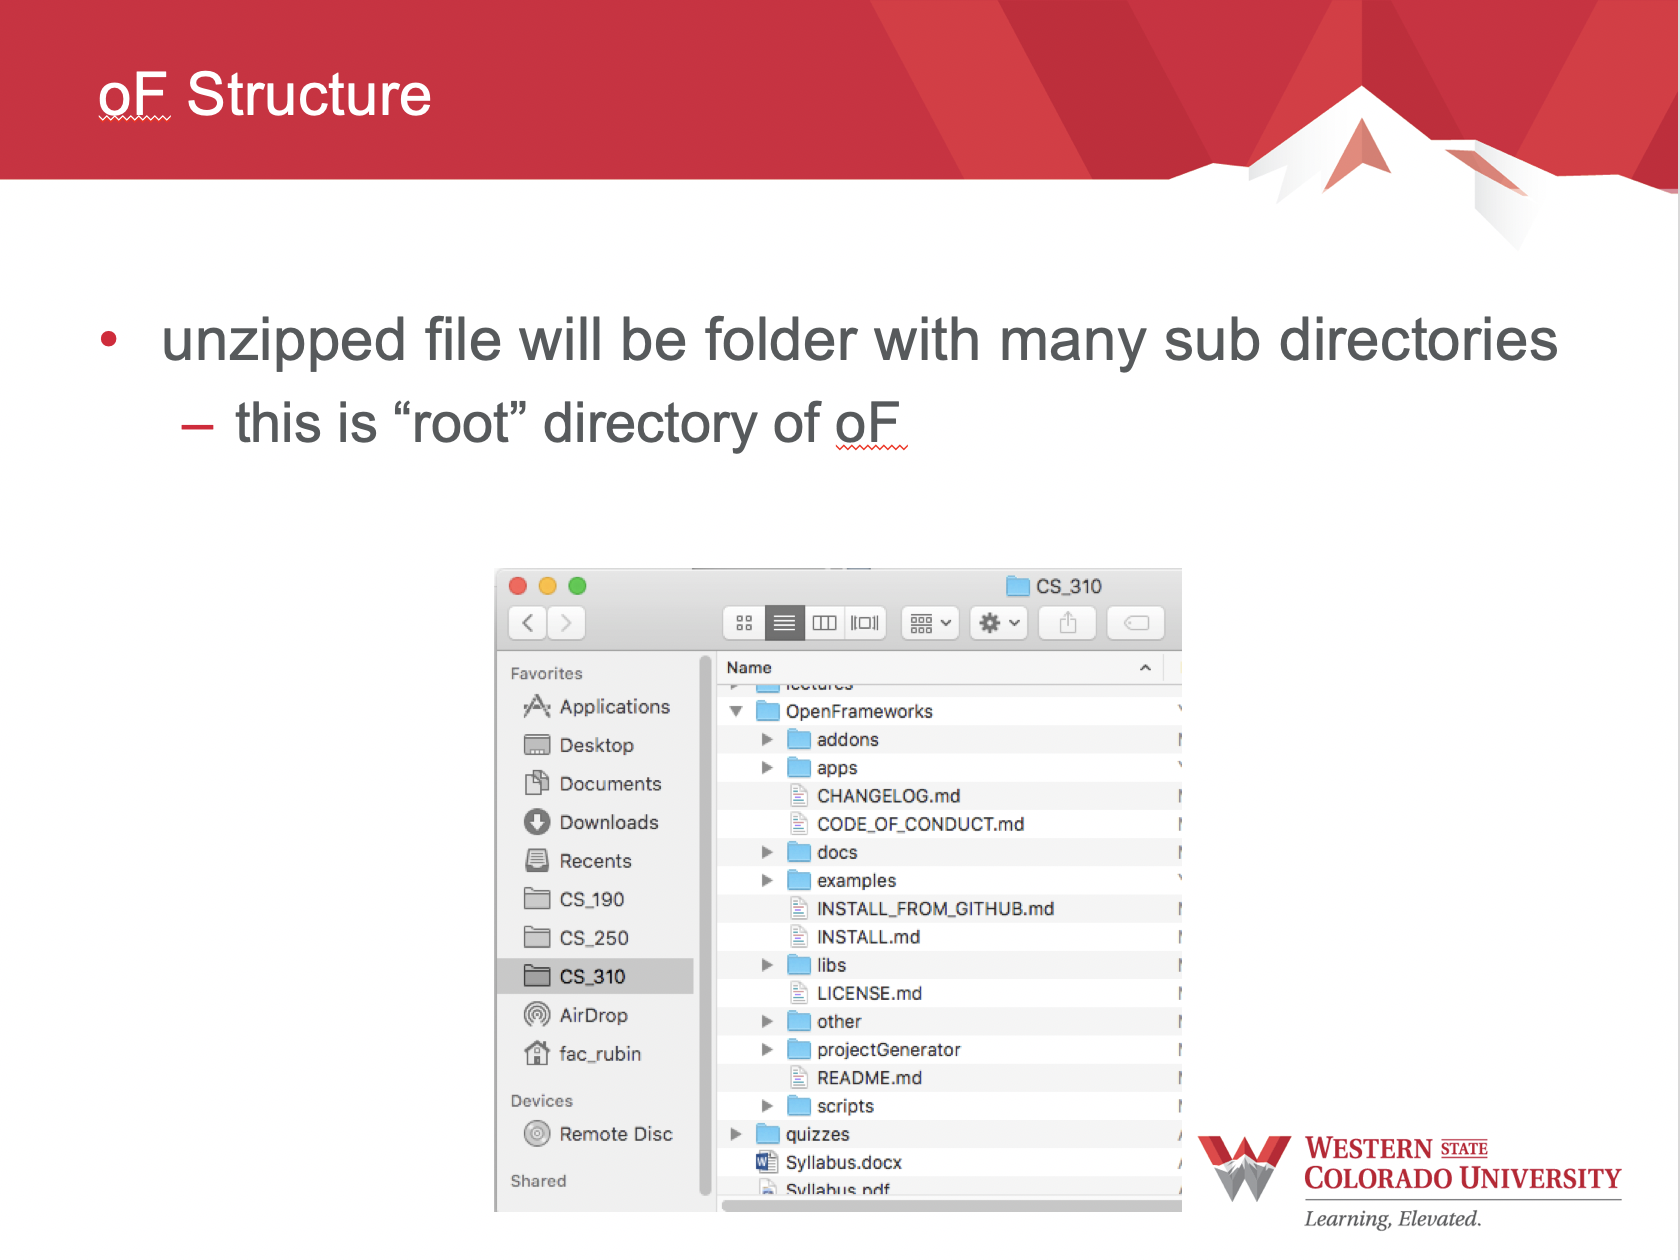 oF Structure
• unzipped file will be folder with many sub directories
– this is “root” directory of oF
CS_310
Favorites
Applications
Desktop
Documents
Downloads
Recents
CS_190
CS_250
CS_310
AirDrop
fac_rubin
Devices
Remote Disc
Shared
Name
lectures
OpenFrameworks
addons
apps
CHANGELOG.md
CODE_OF_CONDUCT.md
docs
examples
INSTALL_FROM_GITHUB.md
INSTALL.md
libs
LICENSE.md
other
projectGenerator
README.md
scripts
quizzes
Syllabus.docx
Syllabus.pdf
WESTERN STATE
COLORADO UNIVERSITY
Learning, Elevated.